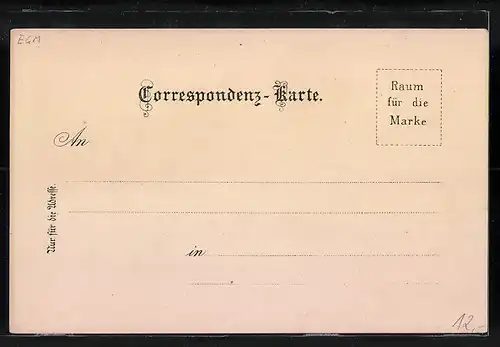 EGM
Correspondenz-Karte.
Raum
für die
Marke
An
Nur für die Adresse.
in
12,-